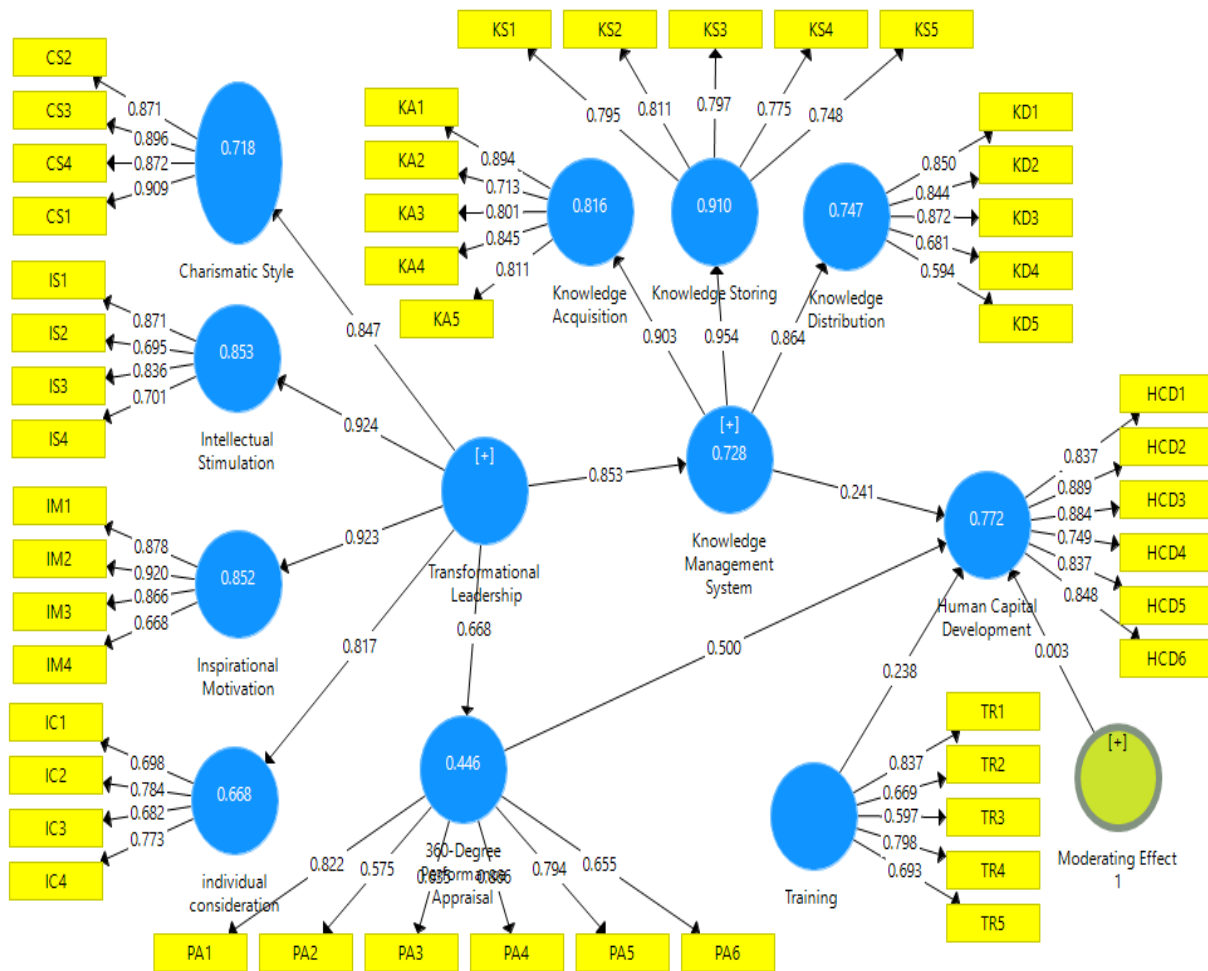 KS1 KS2 KS3 KS4 KS5
0.795 0.811 0.797 0.775 0.748
CS2
CS3
CS4
CS1
0.871
0.896
0.872
0.909
0.718
Charismatic Style
KA1
KA2
KA3
KA4
KA5
0.894
0.713
0.801
0.845
0.811
0.816
Knowledge
Acquisition
0.910
Knowledge Storing
0.747
Knowledge
Distribution
KD1
KD2
KD3
KD4
KD5
0.850
0.844
0.872
0.681
0.594
IS1
IS2
IS3
IS4
0.871
0.695
0.836
0.701
0.853
Intellectual
Stimulation
0.847
0.924
0.923
0.817
0.668
0.853
[+]
Transformational
Leadership
0.903 0.954 0.864
[+]
0.728
Knowledge
Management
System
0.241
0.772
Human Capital
Development
HCD1
HCD2
HCD3
HCD4
HCD5
HCD6
0.837
0.889
0.884
0.749
0.837
0.848
IM1
IM2
IM3
IM4
0.878
0.920
0.866
0.668
0.852
Inspirational
Motivation
0.500
0.238
0.003
IC1
IC2
IC3
IC4
0.698
0.784
0.682
0.773
0.668
individual
consideration
0.446
360-Degree
Performance
Appraisal
0.822 0.575 0.794 0.655
PA1 PA2 PA3 PA4 PA5 PA6
Training
TR1
TR2
TR3
TR4
TR5
0.837
0.669
0.597
0.798
0.693
[+]
Moderating Effect
1